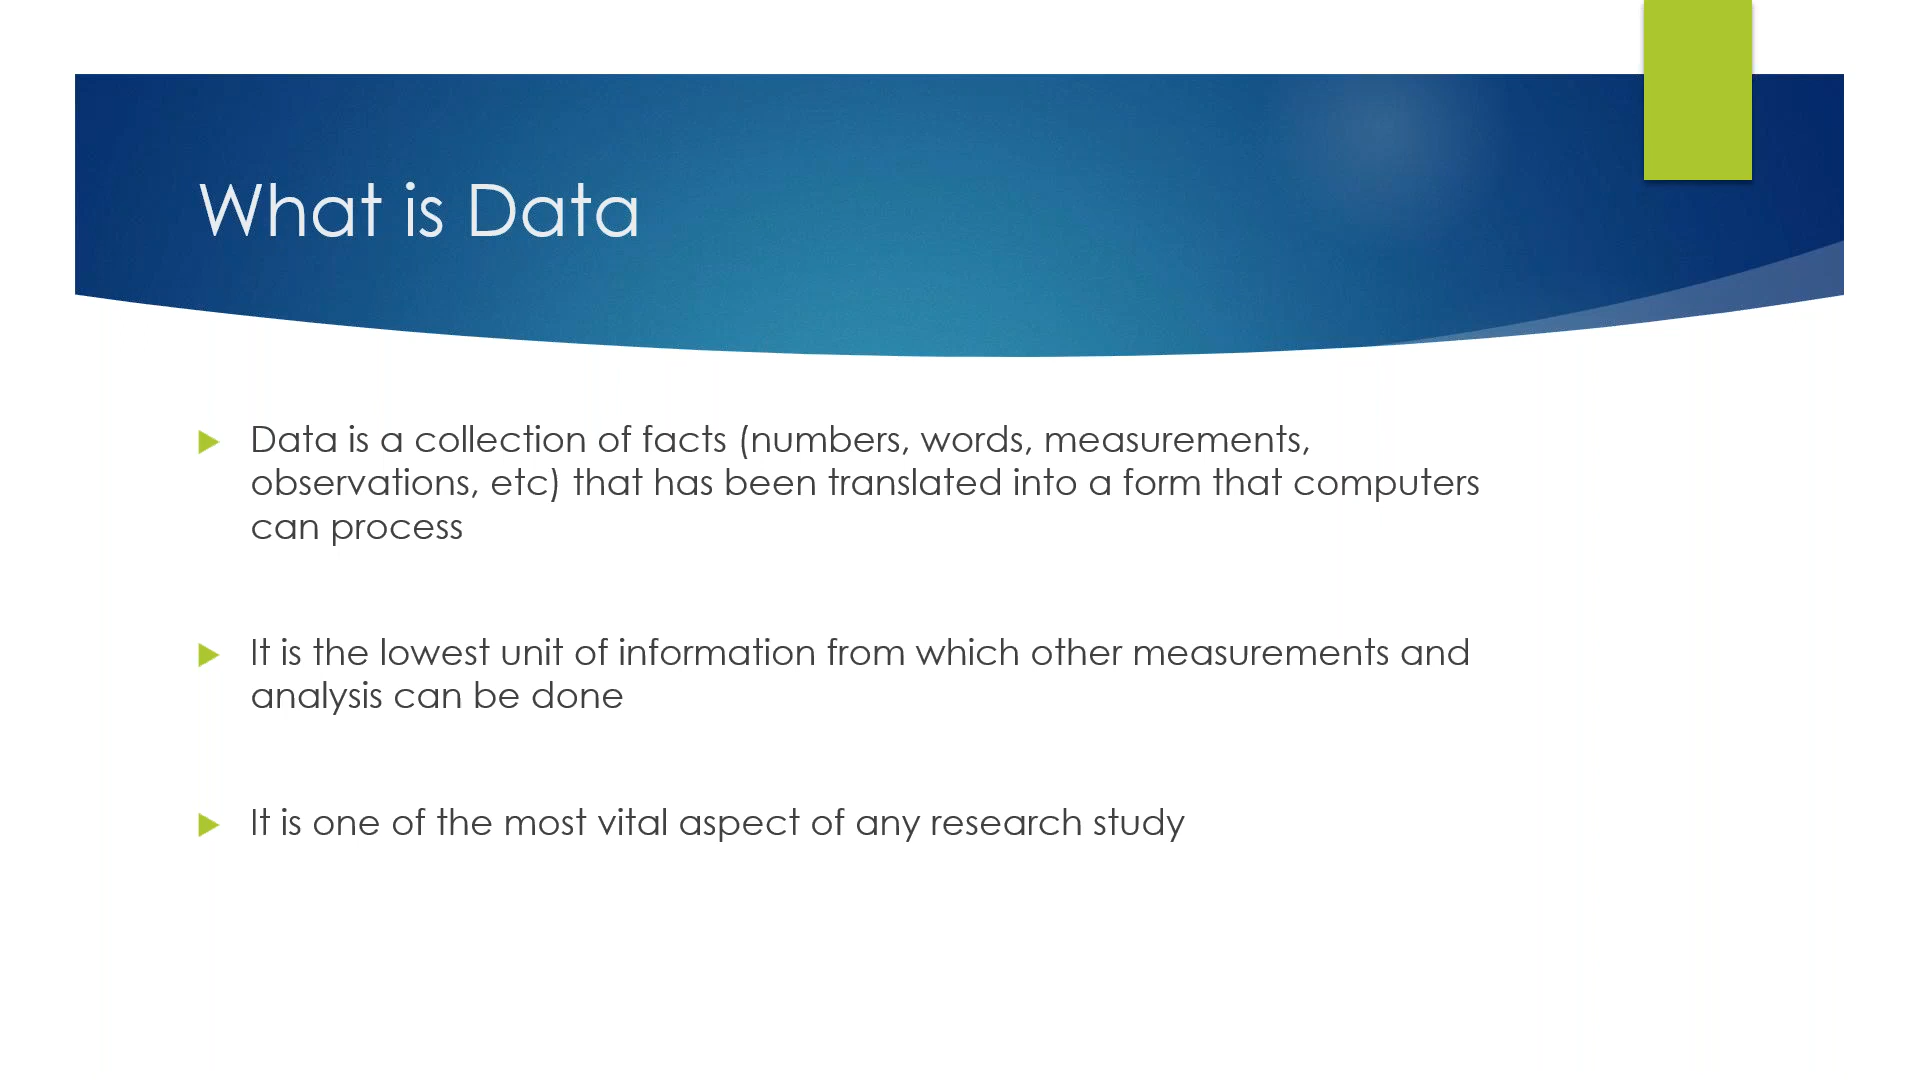 What is Data
Data is a collection of facts (numbers, words, measurements,
observations, etc) that has been translated into a form that computers
can process
It is the lowest unit of information from which other measurements and
analysis can be done
It is one of the most vital aspect of any research study